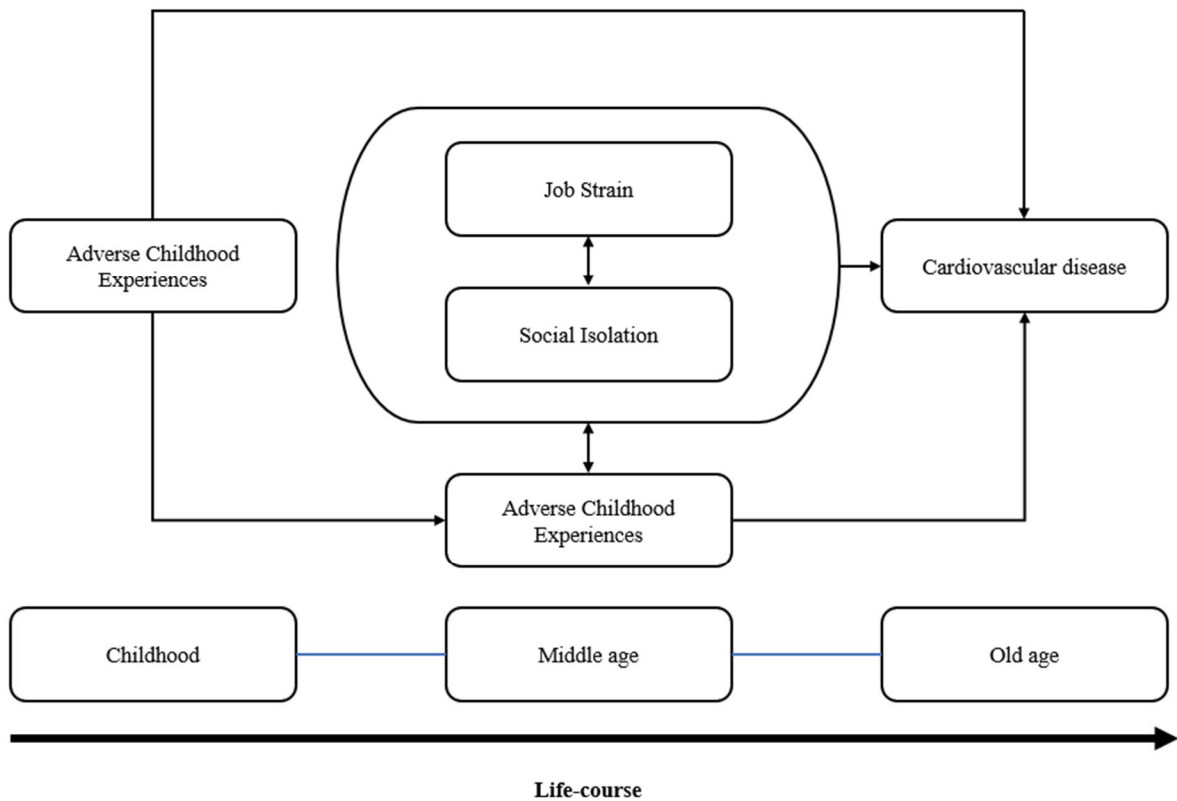 Job Strain
Adverse Childhood
Experiences
Cardiovascular disease
Social Isolation
Adverse Childhood
Experiences
Childhood
Middle age
Old age
Life-course